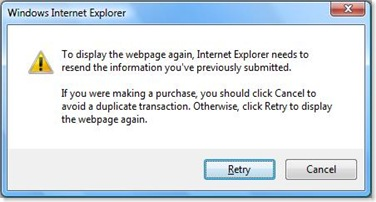 Windows Internet Explorer
To display the webpage again, Internet Explorer needs to
resend the information you've previously submitted.
If you were making a purchase, you should click Cancel to
avoid a duplicate transaction. Otherwise, click Retry to display
the webpage again.
Retry
Cancel